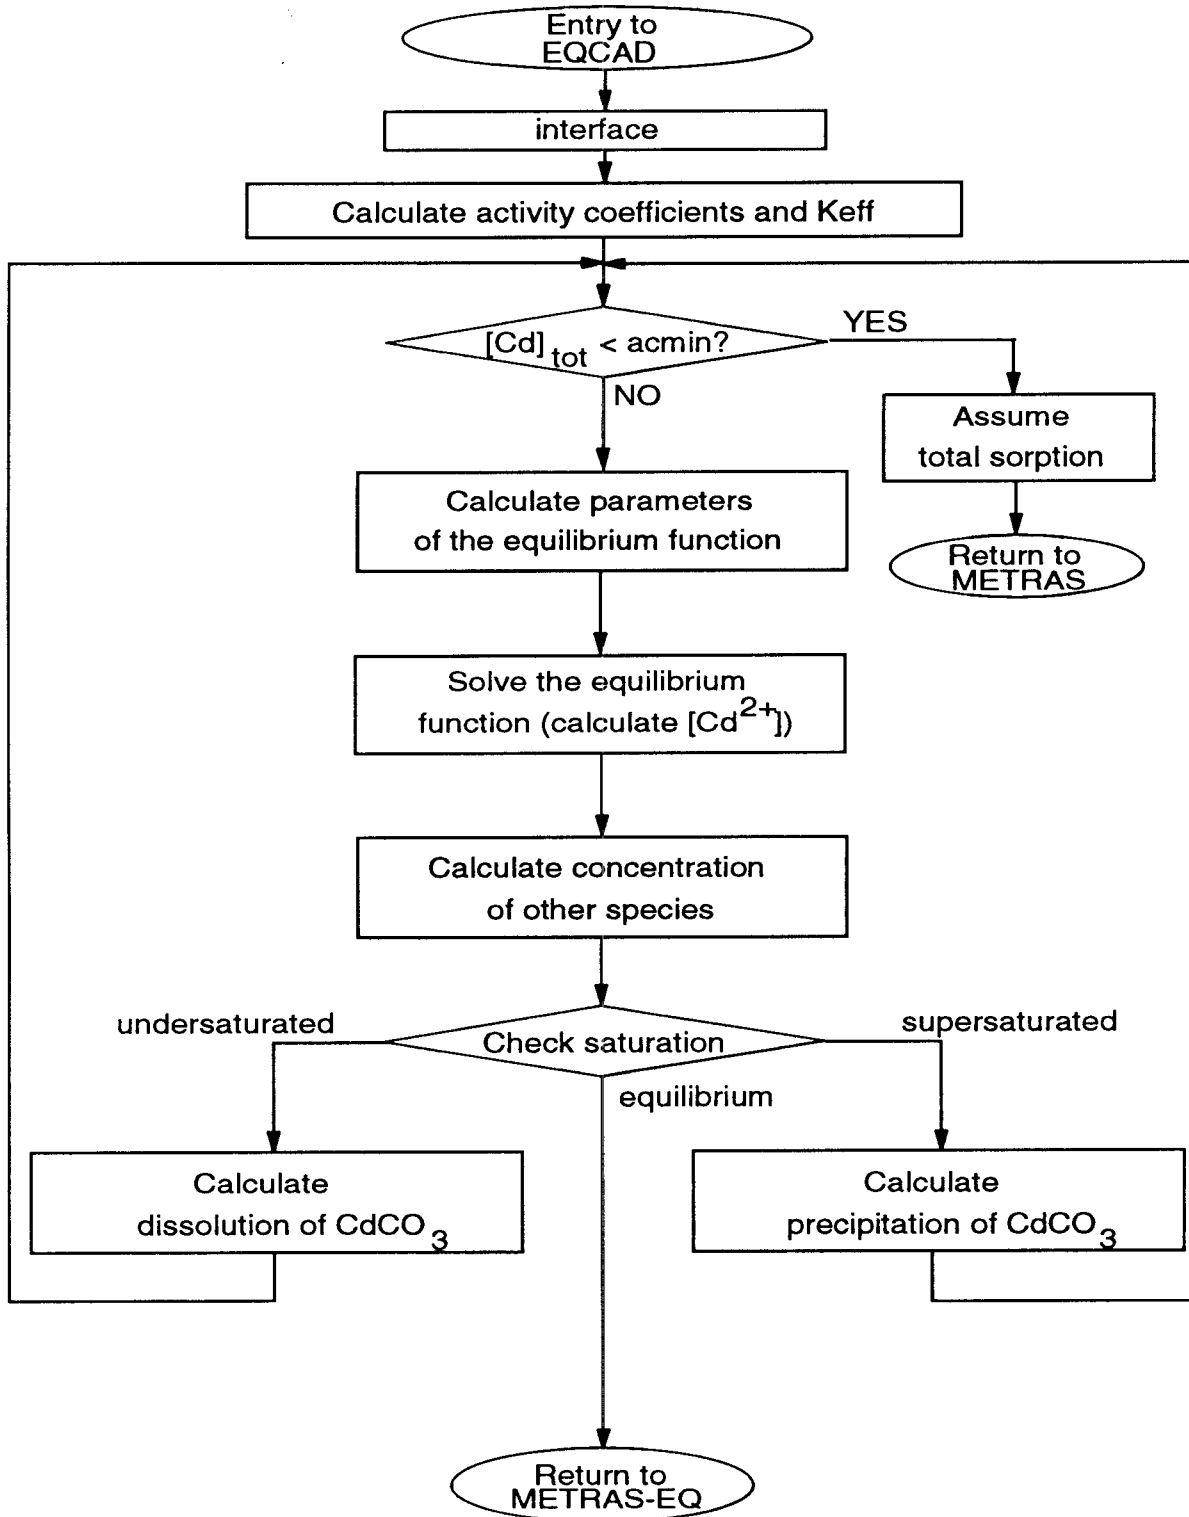 Entry to
EQCAD
interface
Calculate activity coefficients and Keff
[Cd]tot < acmin?
YES
NO
Assume
total sorption
Return to
METRAS
Calculate parameters
of the equilibrium function
Solve the equilibrium
function (calculate [Cd2+])
Calculate concentration
of other species
undersaturated
Check saturation
supersaturated
equilibrium
Calculate
dissolution of CdCO3
Calculate
precipitation of CdCO3
Return to
METRAS-EQ